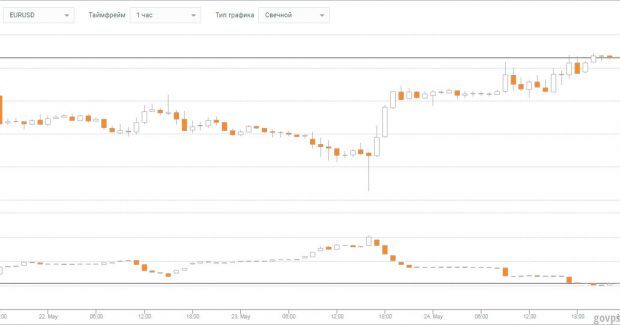 EURUSD Таймфрейм 1 час Тип графика Свечной
22. May 06:00 12:00 18:00 23. May 06:00 12:00 18:00 24. May 06:00 12:00 18:00
govps